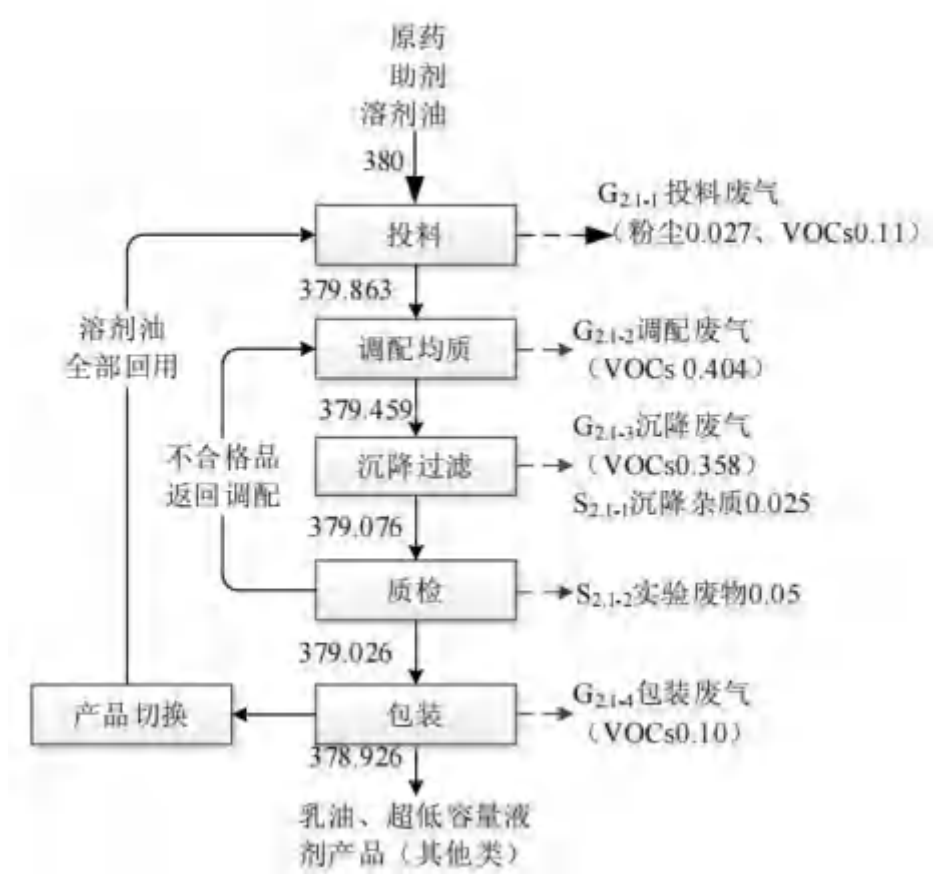 原药
助剂
溶剂油
380
G2.1-1投料废气
投料
（粉尘0.027、VOCs0.11）
379.863
溶剂油
全部回用
调配均质
G2.1-2调配废气
（VOCs 0.404）
379.459
不合格品
返回调配
沉降过滤
G2.1-3沉降废气
（VOCs0.358）
S2.1-1沉降杂质0.025
379.076
质检
S2.1-2实验废物0.05
379.026
产品切换
包装
G2.1-4包装废气
（VOCs0.10）
378.926
乳油、超低容量液
剂产品（其他类）